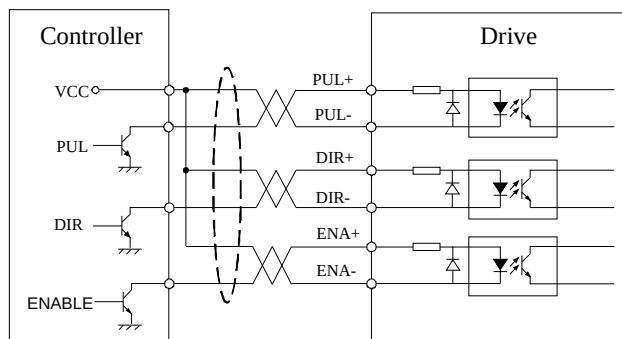 Controller
Drive
VCC
PUL+
PUL-
PUL
DIR+
DIR-
DIR
ENA+
ENA-
ENABLE